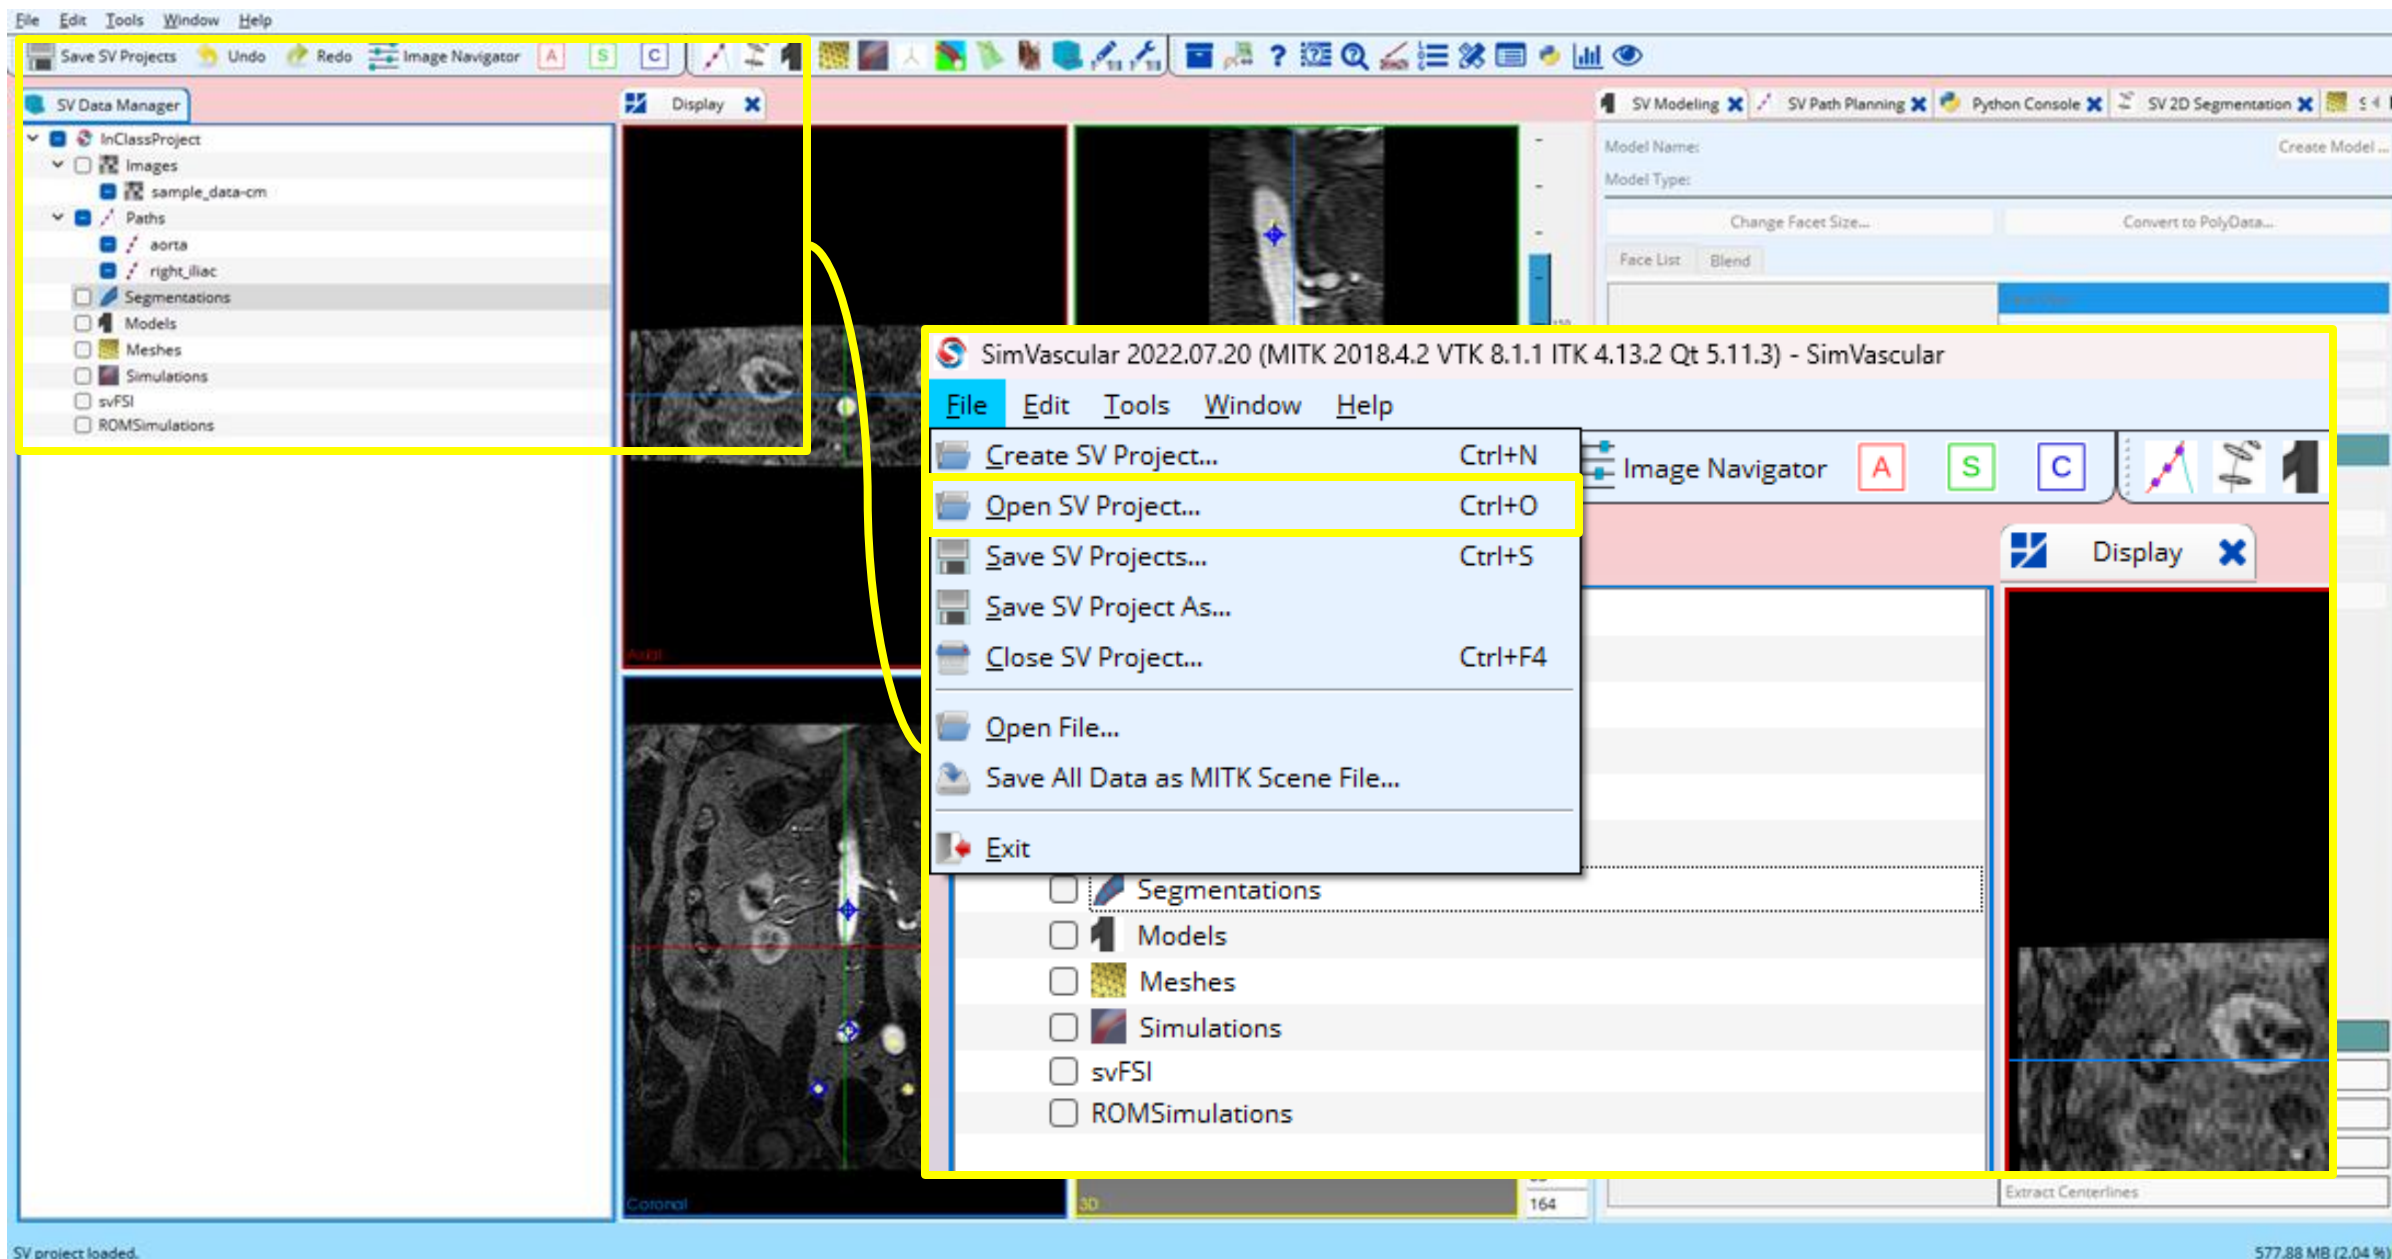 File Edit Tools Window Help
Save SV Projects Undo Redo Image Navigator A S C
SV Data Manager
InClassProject
Images
sample_data-cm
Paths
aorta
right_iliac
Segmentations
Models
Meshes
Simulations
svFSI
ROMSimulations
Display
Axial
Coronal
3D
164
SV Modeling SV Path Planning Python Console SV 2D Segmentation
Model Name:
Create Model ...
Model Type:
Change Facet Size... Convert to PolyData...
Face List Blend
SimVascular 2022.07.20 (MITK 2018.4.2 VTK 8.1.1 ITK 4.13.2 Qt 5.11.3) - SimVascular
File Edit Tools Window Help
Create SV Project... Ctrl+N
Open SV Project... Ctrl+O
Save SV Projects... Ctrl+S
Save SV Project As...
Close SV Project... Ctrl+F4
Open File...
Save All Data as MITK Scene File...
Exit
Image Navigator A S C
Display
Segmentations
Models
Meshes
Simulations
svFSI
ROMSimulations
Extract Centerlines
SV project loaded.
577.88 MB (2.04 %)